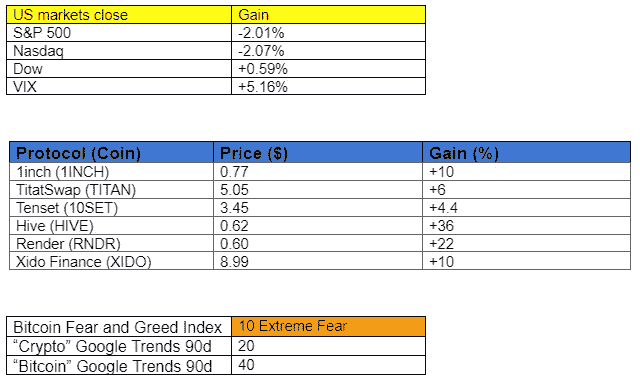 US markets close Gain
S&P 500 -2.01%
Nasdaq -2.07%
Dow +0.59%
VIX +5.16%
Protocol (Coin) Price ($) Gain (%)
1inch (1INCH) 0.77 +10
TitatSwap (TITAN) 5.05 +6
Tenset (10SET) 3.45 +4.4
Hive (HIVE) 0.62 +36
Render (RNDR) 0.60 +22
Xido Finance (XIDO) 8.99 +10
Bitcoin Fear and Greed Index 10 Extreme Fear
“Crypto” Google Trends 90d 20
“Bitcoin” Google Trends 90d 40